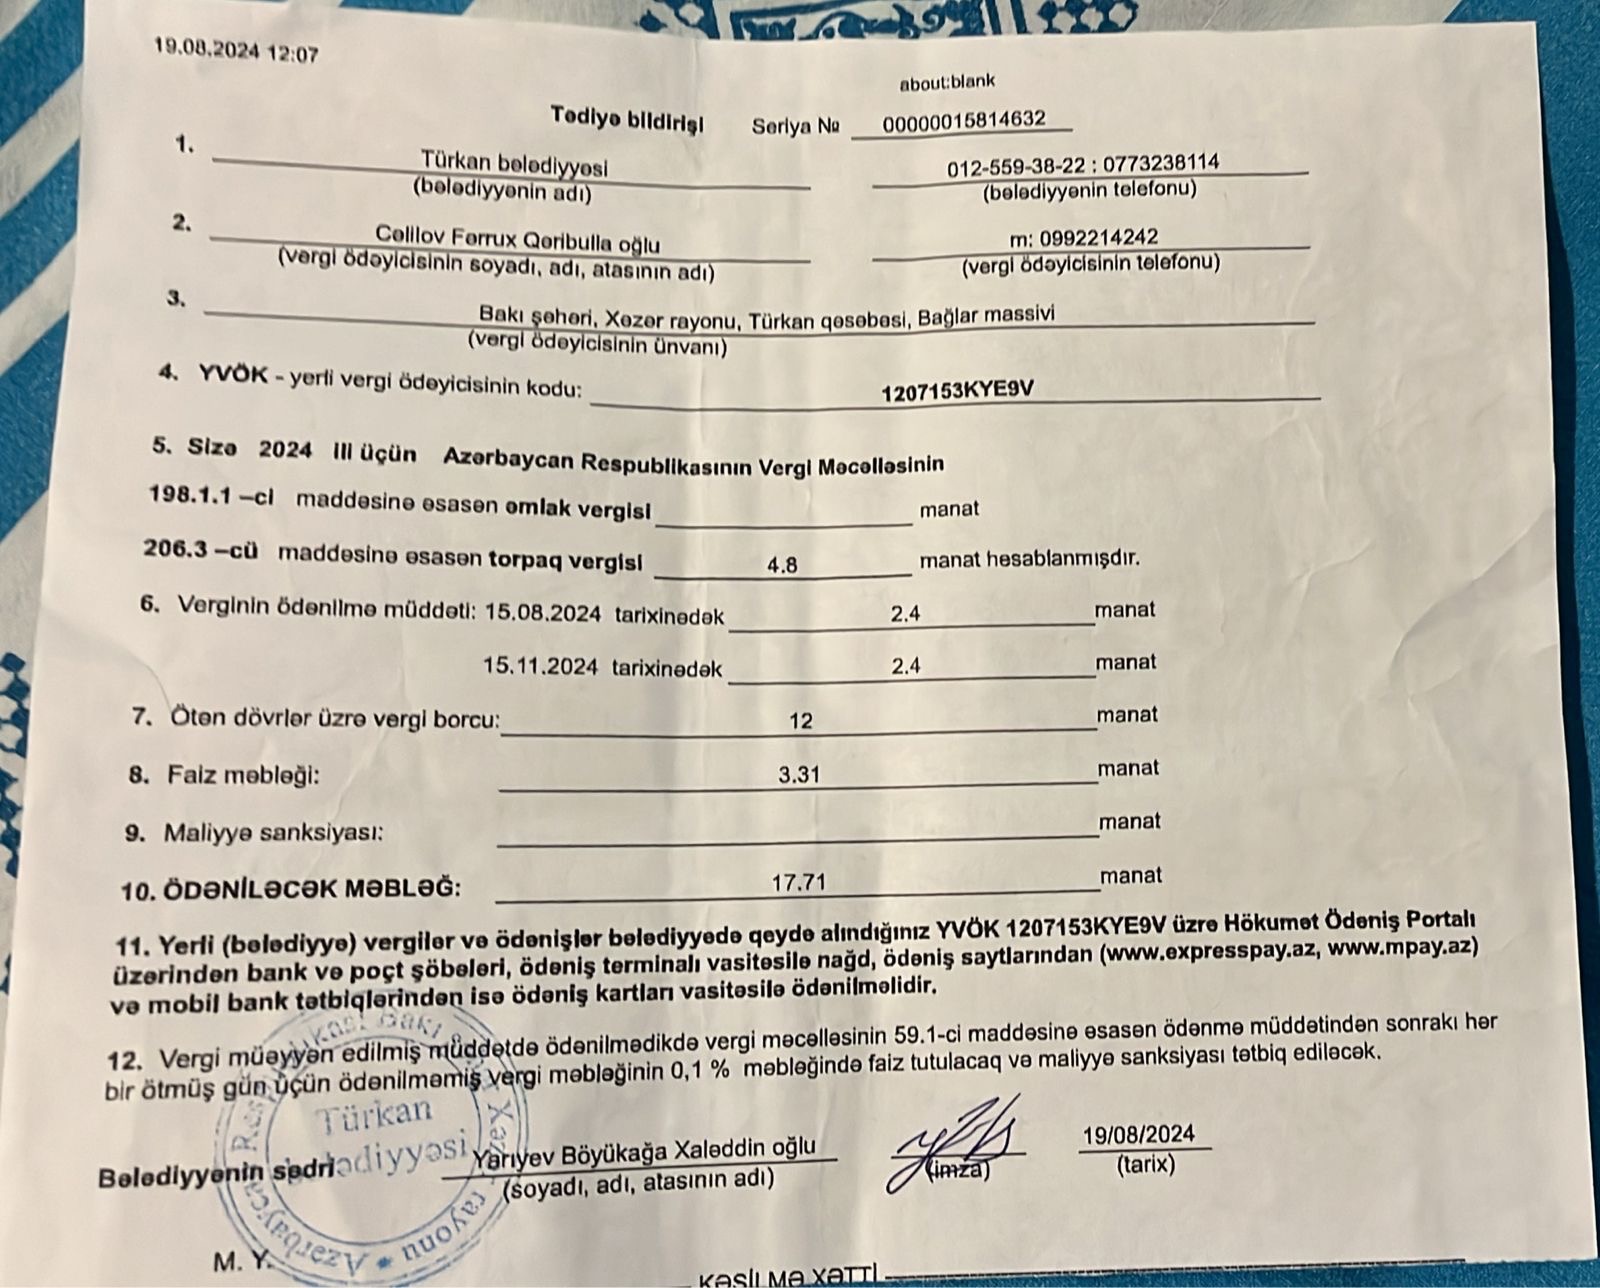 19.08.2024 12:07
about:blank
Tədiyə bildirişi Seriya № 00000015814632
1. Türkan bələdiyyəsi 012-559-38-22 ; 0773238114
(bələdiyyənin adı) (bələdiyyənin telefonu)
2. Cəlilov Fərrux Qəribulla oğlu m: 0992214242
(vergi ödəyicisinin soyadı, adı, atasının adı) (vergi ödəyicisinin telefonu)
3. Bakı şəhəri, Xəzər rayonu, Türkan qəsəbəsi, Bağlar massivi
(vergi ödəyicisinin ünvanı)
4. YVÖK - yerli vergi ödəyicisinin kodu: 1207153KYE9V
5. Sizə 2024 III üçün Azərbaycan Respublikasının Vergi Məcəlləsinin
198.1.1 –ci maddəsinə əsasən əmlak vergisi manat
206.3 –cü maddəsinə əsasən torpaq vergisi 4.8 manat hesablanmışdır.
6. Verginin ödənilmə müddəti: 15.08.2024 tarixinədək 2.4 manat
15.11.2024 tarixinədək 2.4 manat
7. Ötən dövrlər üzrə vergi borcu: 12 manat
8. Faiz məbləği: 3.31 manat
9. Maliyyə sanksiyası: manat
10. ÖDƏNİLƏCƏK MƏBLƏĞ: 17.71 manat
11. Yerli (bələdiyyə) vergilər və ödənişlər bələdiyyədə qeydə alındığınız YVÖK 1207153KYE9V üzrə Hökumət Ödəniş Portalı
üzərindən bank və poçt şöbələri, ödəniş terminalı vasitəsilə nağd, ödəniş saytlarından (www.expresspay.az, www.mpay.az)
və mobil bank tətbiqlərindən isə ödəniş kartları vasitəsilə ödənilməlidir.
12. Vergi müəyyən edilmiş müddətdə ödənilmədikdə vergi məcəlləsinin 59.1-ci maddəsinə əsasən ödənmə müddətindən sonrakı hər
bir ötmüş gün üçün ödənilməmiş vergi məbləğinin 0,1 % məbləğində faiz tutulacaq və maliyyə sanksiyası tətbiq ediləcək.
Türkan
Bələdiyyənin sədri Yarıyev Böyükağa Xaləddin oğlu 19/08/2024
(soyadı, adı, atasının adı) (imza) (tarix)
rayonu
M. Y.
KƏSİLMƏ XƏTTİ